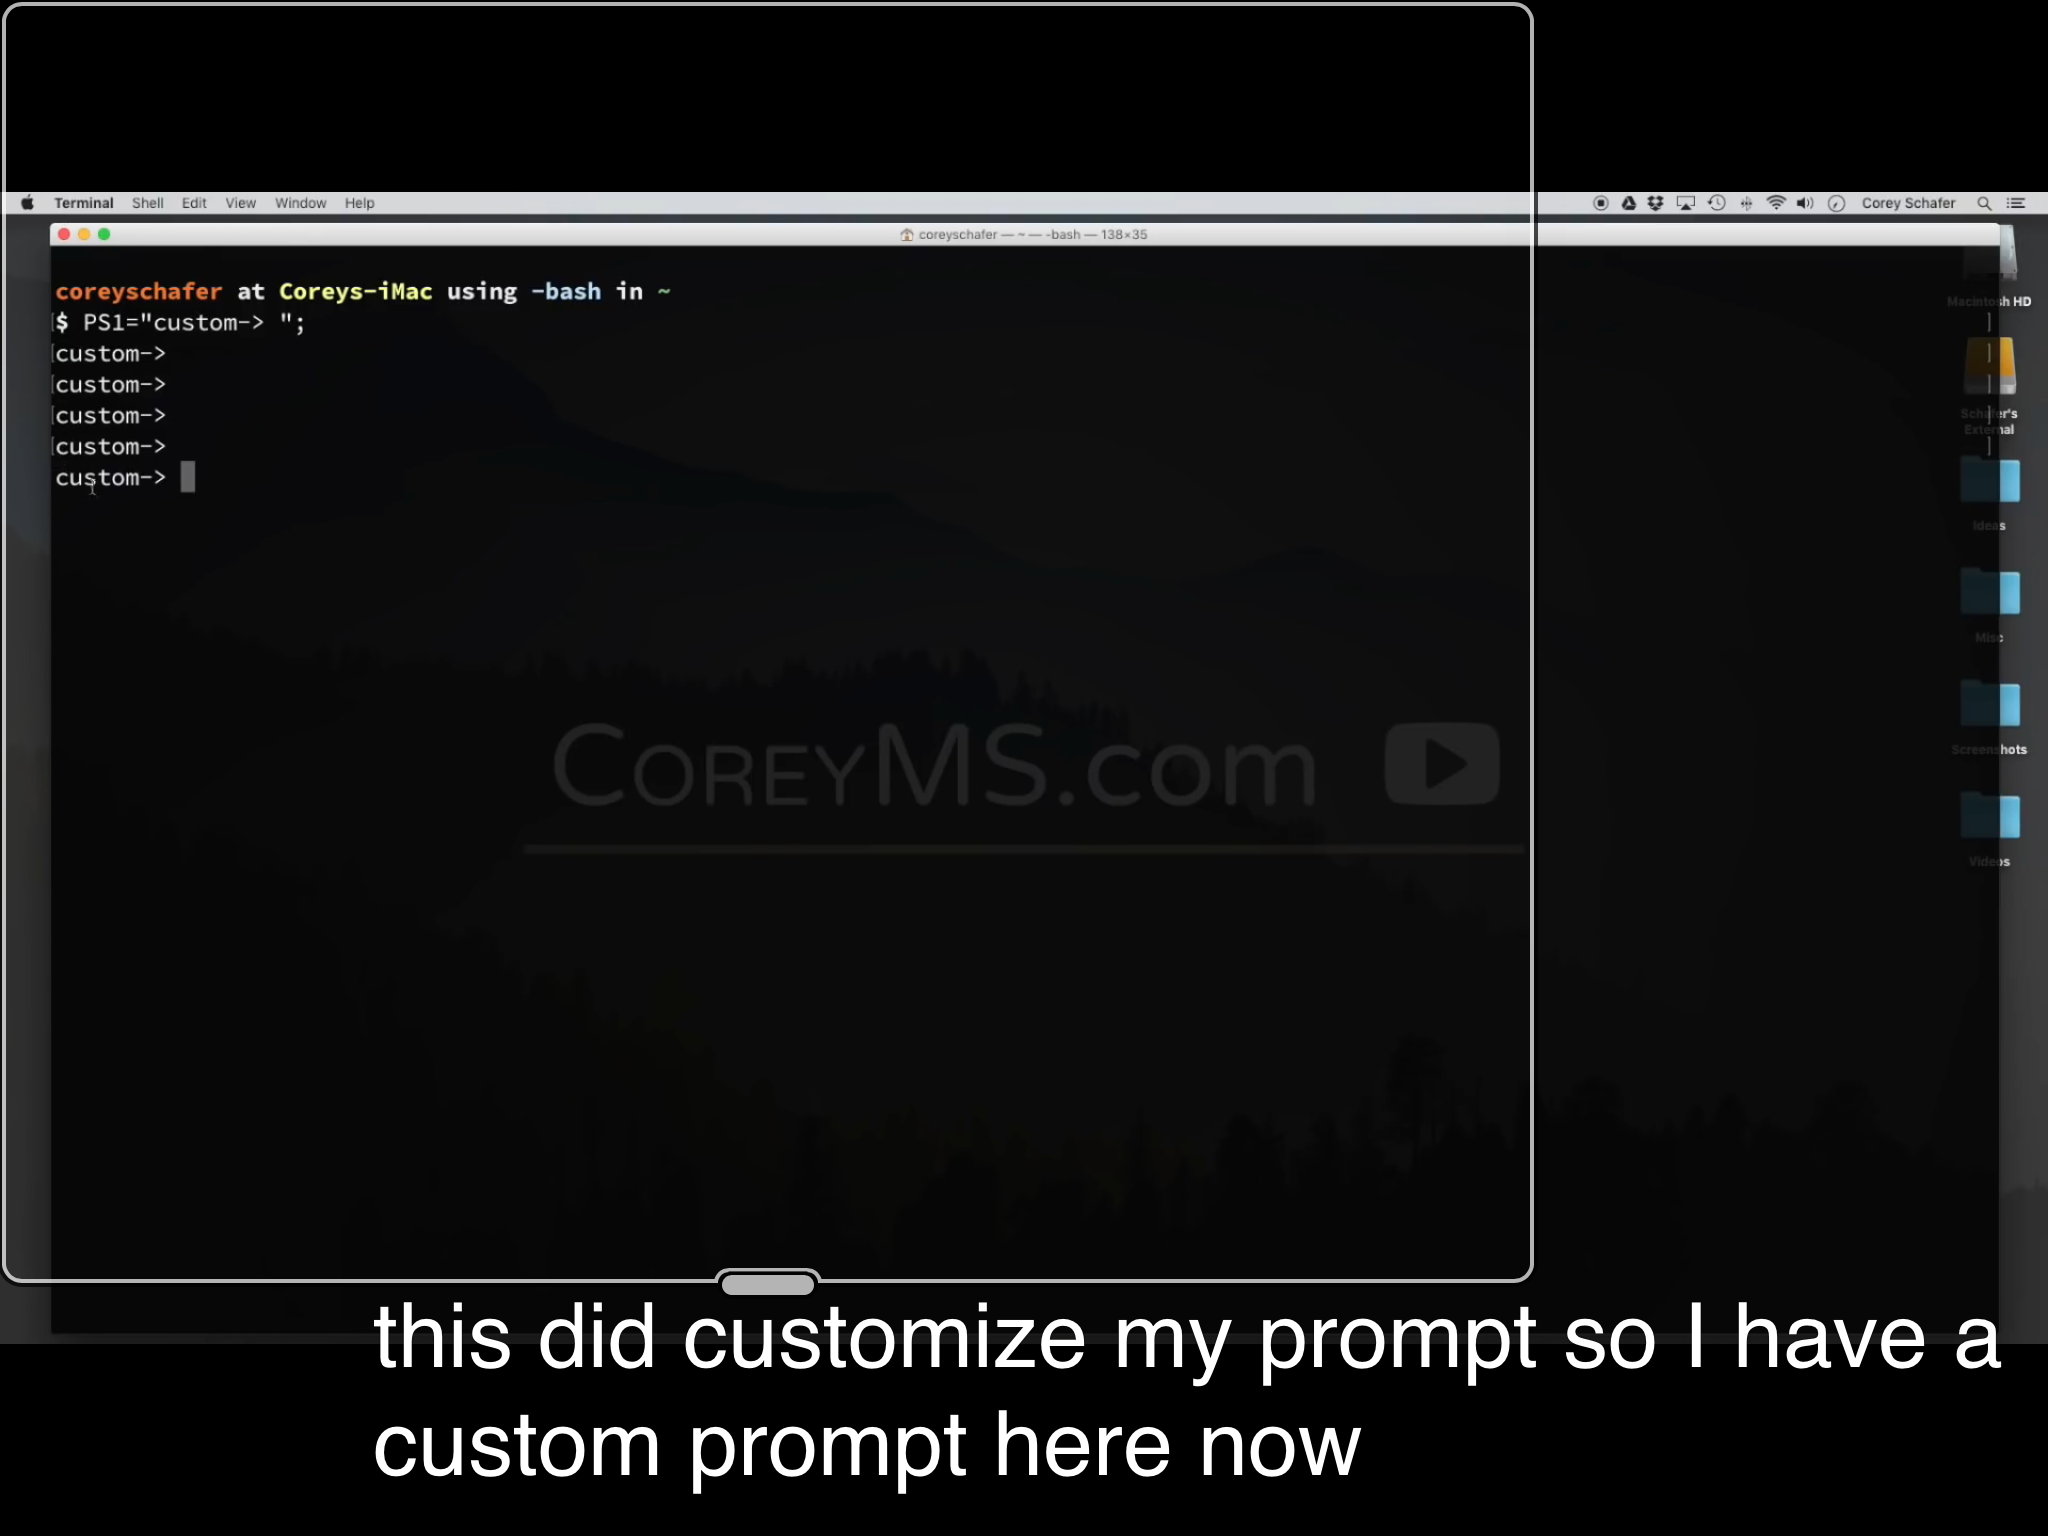 Terminal Shell Edit View Window Help Corey Schafer
coreyschafer — ~ — -bash — 138×35
coreyschafer at Coreys-iMac using -bash in ~
$ PS1="custom-> ";
custom->
custom->
custom->
custom->
custom->
Macintosh HD
Schafer's
External
Ideas
Misc
Screenshots
Videos
CoreyMS.com
this did customize my prompt so I have a
custom prompt here now